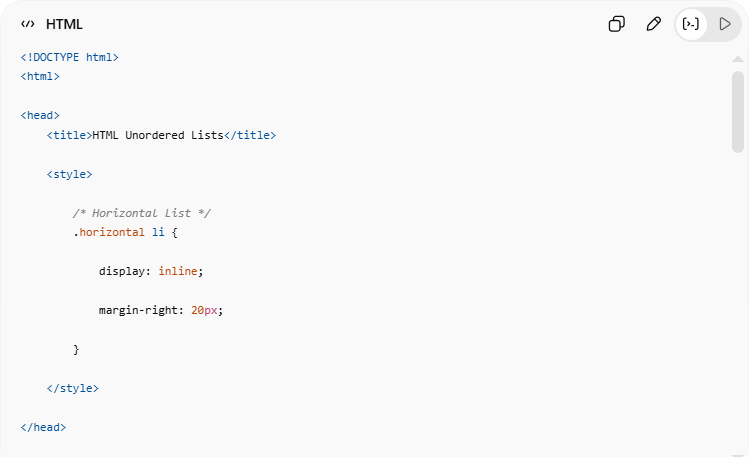 HTML
<!DOCTYPE html>
<html>
<head>
<title>HTML Unordered Lists</title>
<style>
/* Horizontal List */
.horizontal li {
display: inline;
margin-right: 20px;
}
</style>
</head>